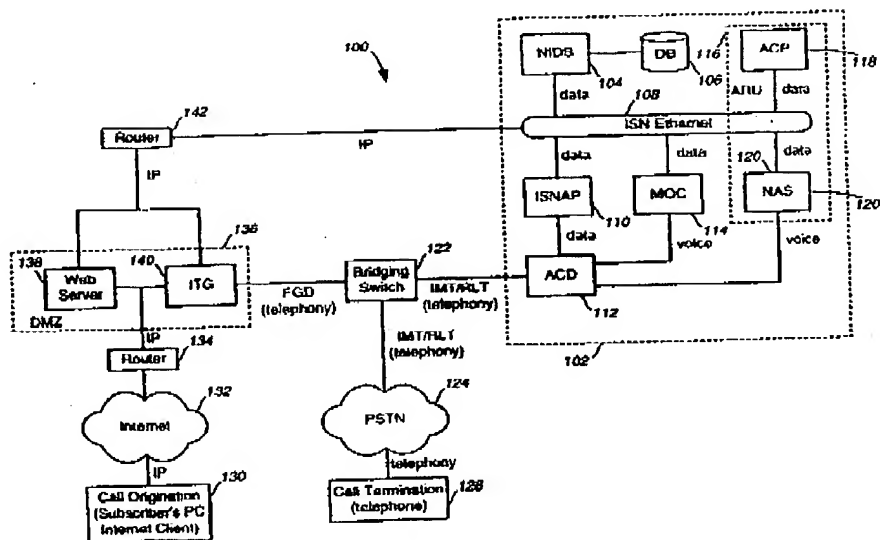 100
NIDS
104
DB
106
116
ACP
118
ARU
data
data
108
ISN Ethernet
142
Router
IP
IP
data
data
data
120
ISNAP
110
MOC
114
NAS
120
136
138
Web
Server
140
ITG
DMZ
FGD
(telephony)
122
Bridging
Switch
IMT/RLT
(telephony)
data
voice
voice
ACD
112
102
IP
Router
134
IMT/RLT
(telephony)
132
Internet
124
PSTN
IP
130
Call Origination
(Subscriber's PC
Internet Client)
telephony
Call Termination
(telephone)